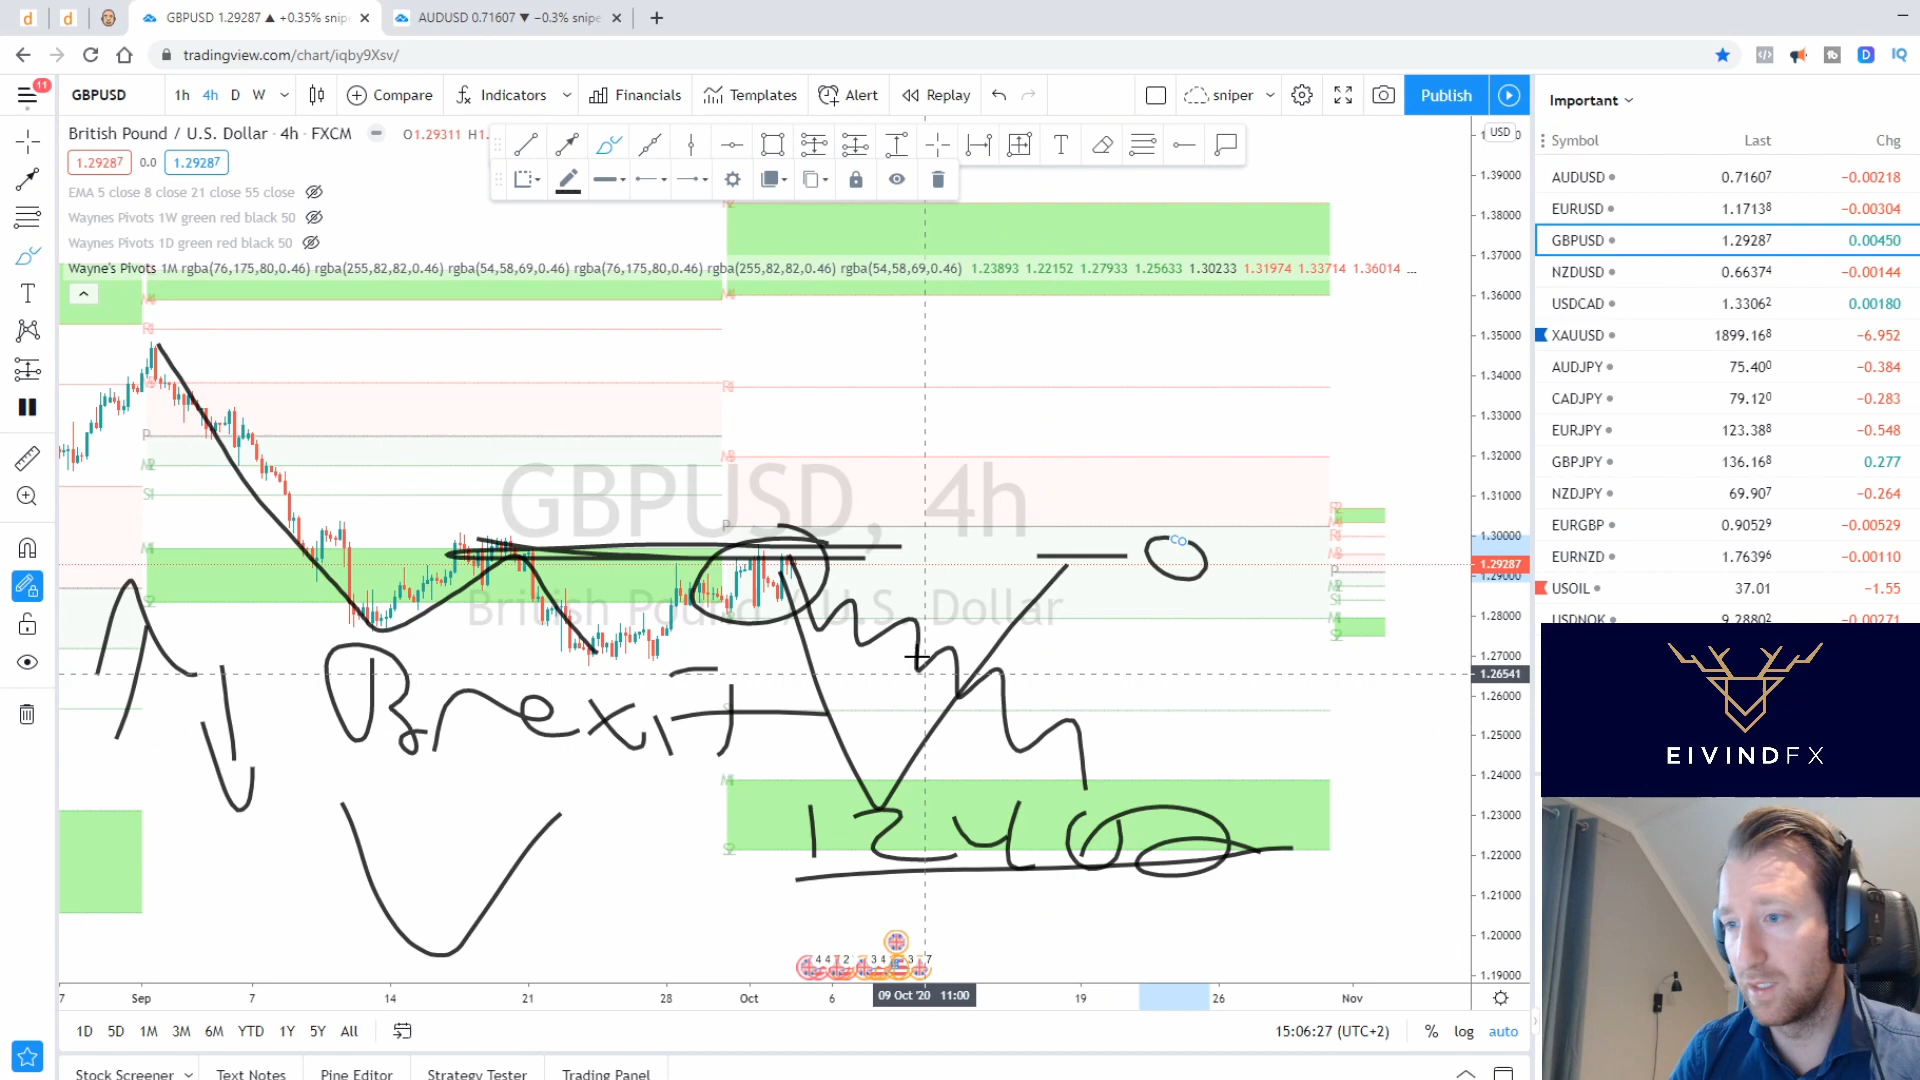 GBPUSD 1.29287 ▲ +0.35% snip
AUDUSD 0.71607 ▼ −0.3% snipe
tradingview.com/chart/iqby9Xsv/
11
GBPUSD 1h 4h D W Compare Indicators Financials Templates Alert Replay sniper Publish
British Pound / U.S. Dollar · 4h · FXCM O1.29311 H1.
USD
1.29287 0.0 1.29287
EMA 5 close 8 close 21 close 55 close
Waynes Pivots 1W green red black 50
Waynes Pivots 1D green red black 50
Wayne's Pivots 1M rgba(76,175,80,0.46) rgba(255,82,82,0.46) rgba(54,58,69,0.46) rgba(76,175,80,0.46) rgba(255,82,82,0.46) rgba(54,58,69,0.46) 1.23893 1.22152 1.27933 1.25633 1.30233 1.31974 1.33714 1.36014 ...
GBPUSD, 4h
British Pound / U.S. Dollar
Brexit
1240
1.39000
1.38000
1.37000
1.36000
1.35000
1.34000
1.33000
1.32000
1.31000
1.30000
1.29287
1.29000
1.28000
1.27000
1.26541
1.26000
1.25000
1.24000
1.23000
1.22000
1.21000
1.20000
1.19000
7 Sep 7 14 21 28 Oct 6 09 Oct '20 11:00 19 26 Nov
1D 5D 1M 3M 6M YTD 1Y 5Y All
15:06:27 (UTC+2) % log auto
Stock Screener Text Notes Pine Editor Strategy Tester Trading Panel
Important
Symbol Last Chg
AUDUSD 0.71607 −0.00218
EURUSD 1.17138 −0.00304
GBPUSD 1.29287 0.00450
NZDUSD 0.66374 −0.00144
USDCAD 1.33062 0.00180
XAUUSD 1899.168 −6.952
AUDJPY 75.400 −0.384
CADJPY 79.120 −0.283
EURJPY 123.388 −0.548
GBPJPY 136.168 0.277
NZDJPY 69.907 −0.264
EURGBP 0.90529 −0.00529
EURNZD 1.76396 −0.00110
USOIL 37.01 −1.55
USDNOK 9.28802 −0.00271
EIVINDFX